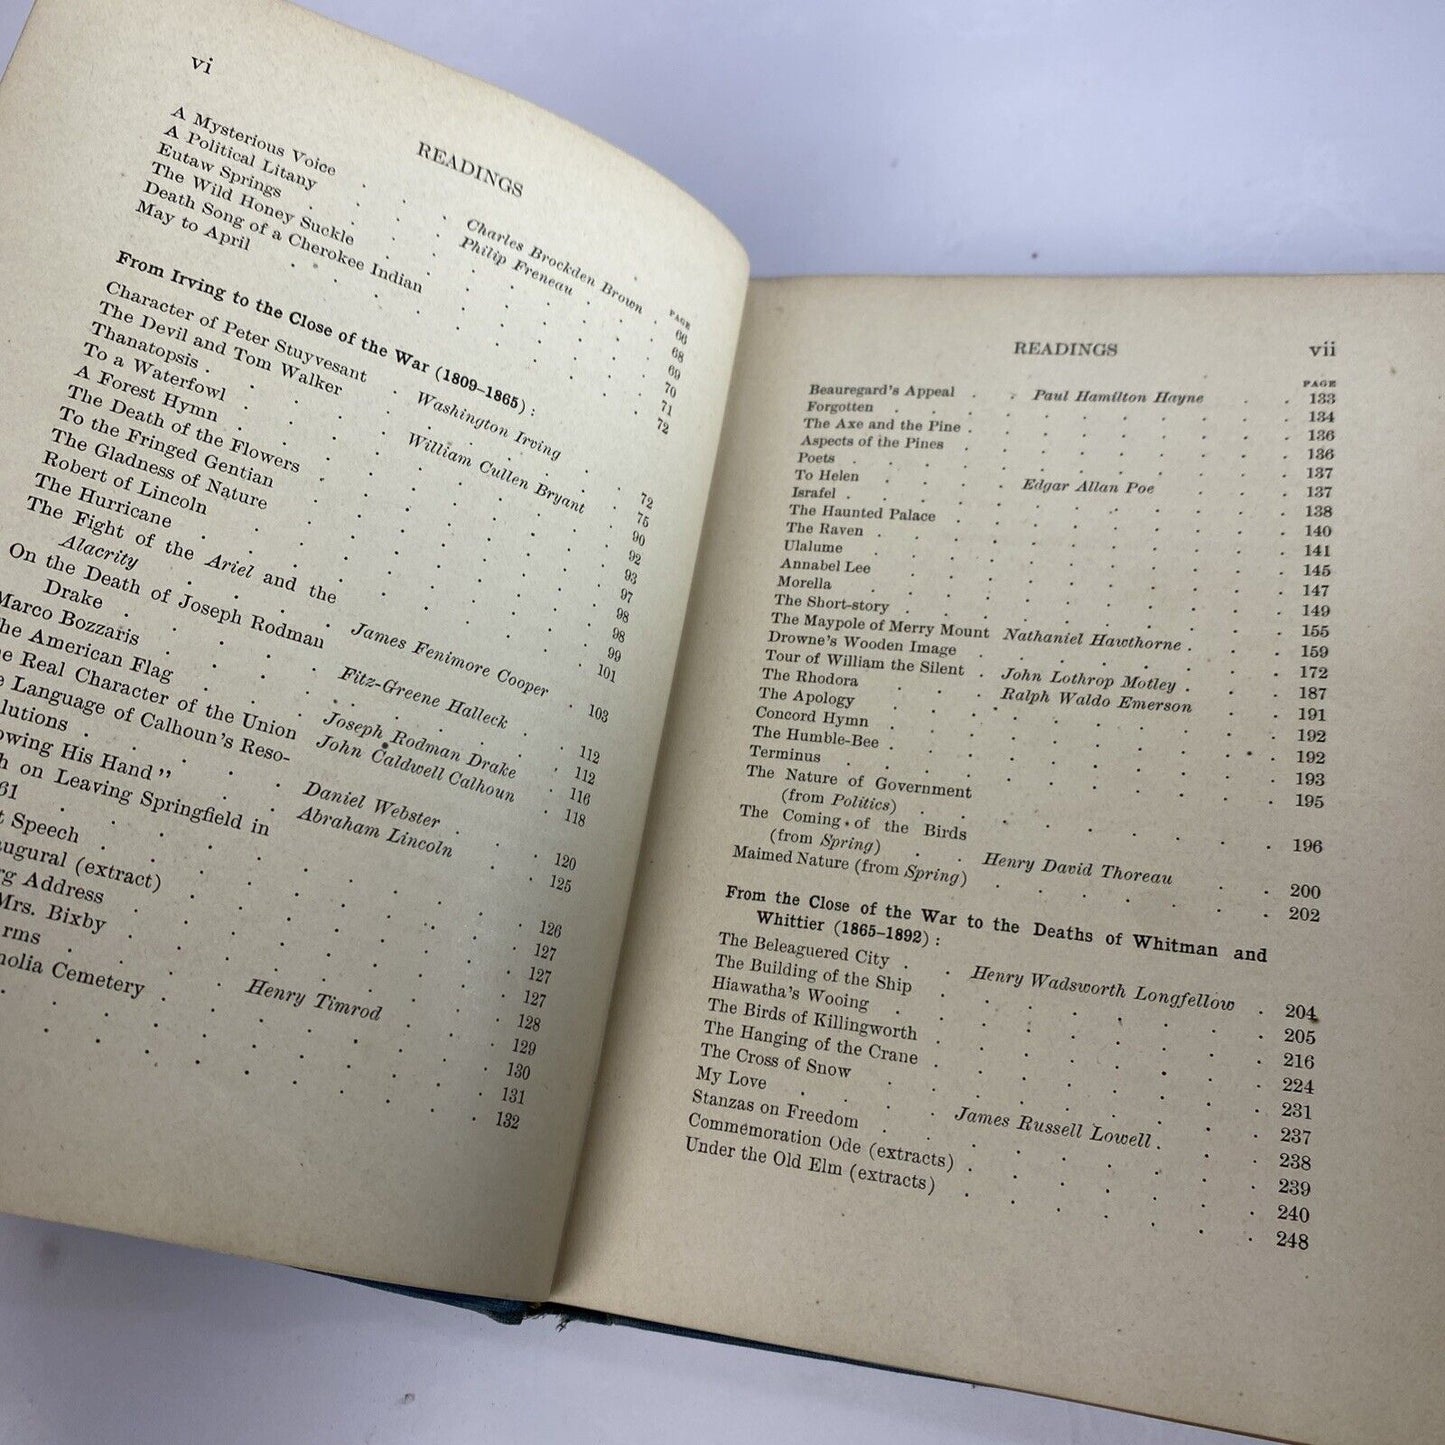 vi
READINGS
PAGE
A Mysterious Voice . Charles Brockden Brown . 66
A Political Litany . Philip Freneau . 68
Eutaw Springs . 69
The Wild Honey Suckle . 70
Death Song of a Cherokee Indian . 71
May to April . 72
From Irving to the Close of the War (1809–1865):
Character of Peter Stuyvesant . Washington Irving . 72
The Devil and Tom Walker . 75
Thanatopsis . William Cullen Bryant . 90
To a Waterfowl . 92
A Forest Hymn . 93
The Death of the Flowers . 97
To the Fringed Gentian . 98
The Gladness of Nature . 98
Robert of Lincoln . 99
The Hurricane . 101
The Fight of the Ariel and the
Alacrity . James Fenimore Cooper . 103
On the Death of Joseph Rodman
Drake . Fitz-Greene Halleck . 112
Marco Bozzaris . 112
The American Flag . Joseph Rodman Drake . 116
Real Character of the Union John Caldwell Calhoun . 118
Language of Calhoun's Reso-
lutions . Daniel Webster . 120
owing His Hand" . Abraham Lincoln . 125
on Leaving Springfield in
61 . 126
Speech . 127
augural (extract) . 127
rg Address . 127
Mrs. Bixby . 128
rms . Henry Timrod . 129
nolia Cemetery . 130
. 131
. 132
READINGS
vii
PAGE
Beauregard's Appeal . Paul Hamilton Hayne . 133
Forgotten . 134
The Axe and the Pine . 136
Aspects of the Pines . 136
Poets . 137
To Helen . Edgar Allan Poe . 137
Israfel . 138
The Haunted Palace . 140
The Raven . 141
Ulalume . 145
Annabel Lee . 147
Morella . 149
The Short-story . 155
The Maypole of Merry Mount Nathaniel Hawthorne . 159
Drowne's Wooden Image . 172
Tour of William the Silent . John Lothrop Motley . 187
The Rhodora . Ralph Waldo Emerson . 191
The Apology . 192
Concord Hymn . 192
The Humble-Bee . 193
Terminus . 195
The Nature of Government
(from Politics) . 196
The Coming of the Birds
(from Spring) . Henry David Thoreau . 200
Maimed Nature (from Spring) . 202
From the Close of the War to the Deaths of Whitman and
Whittier (1865–1892):
The Beleaguered City . Henry Wadsworth Longfellow . 204
The Building of the Ship . 205
Hiawatha's Wooing . 216
The Birds of Killingworth . 224
The Hanging of the Crane . 231
The Cross of Snow . 237
My Love . James Russell Lowell . 238
Stanzas on Freedom . 239
Commemoration Ode (extracts) . 240
Under the Old Elm (extracts) . 248